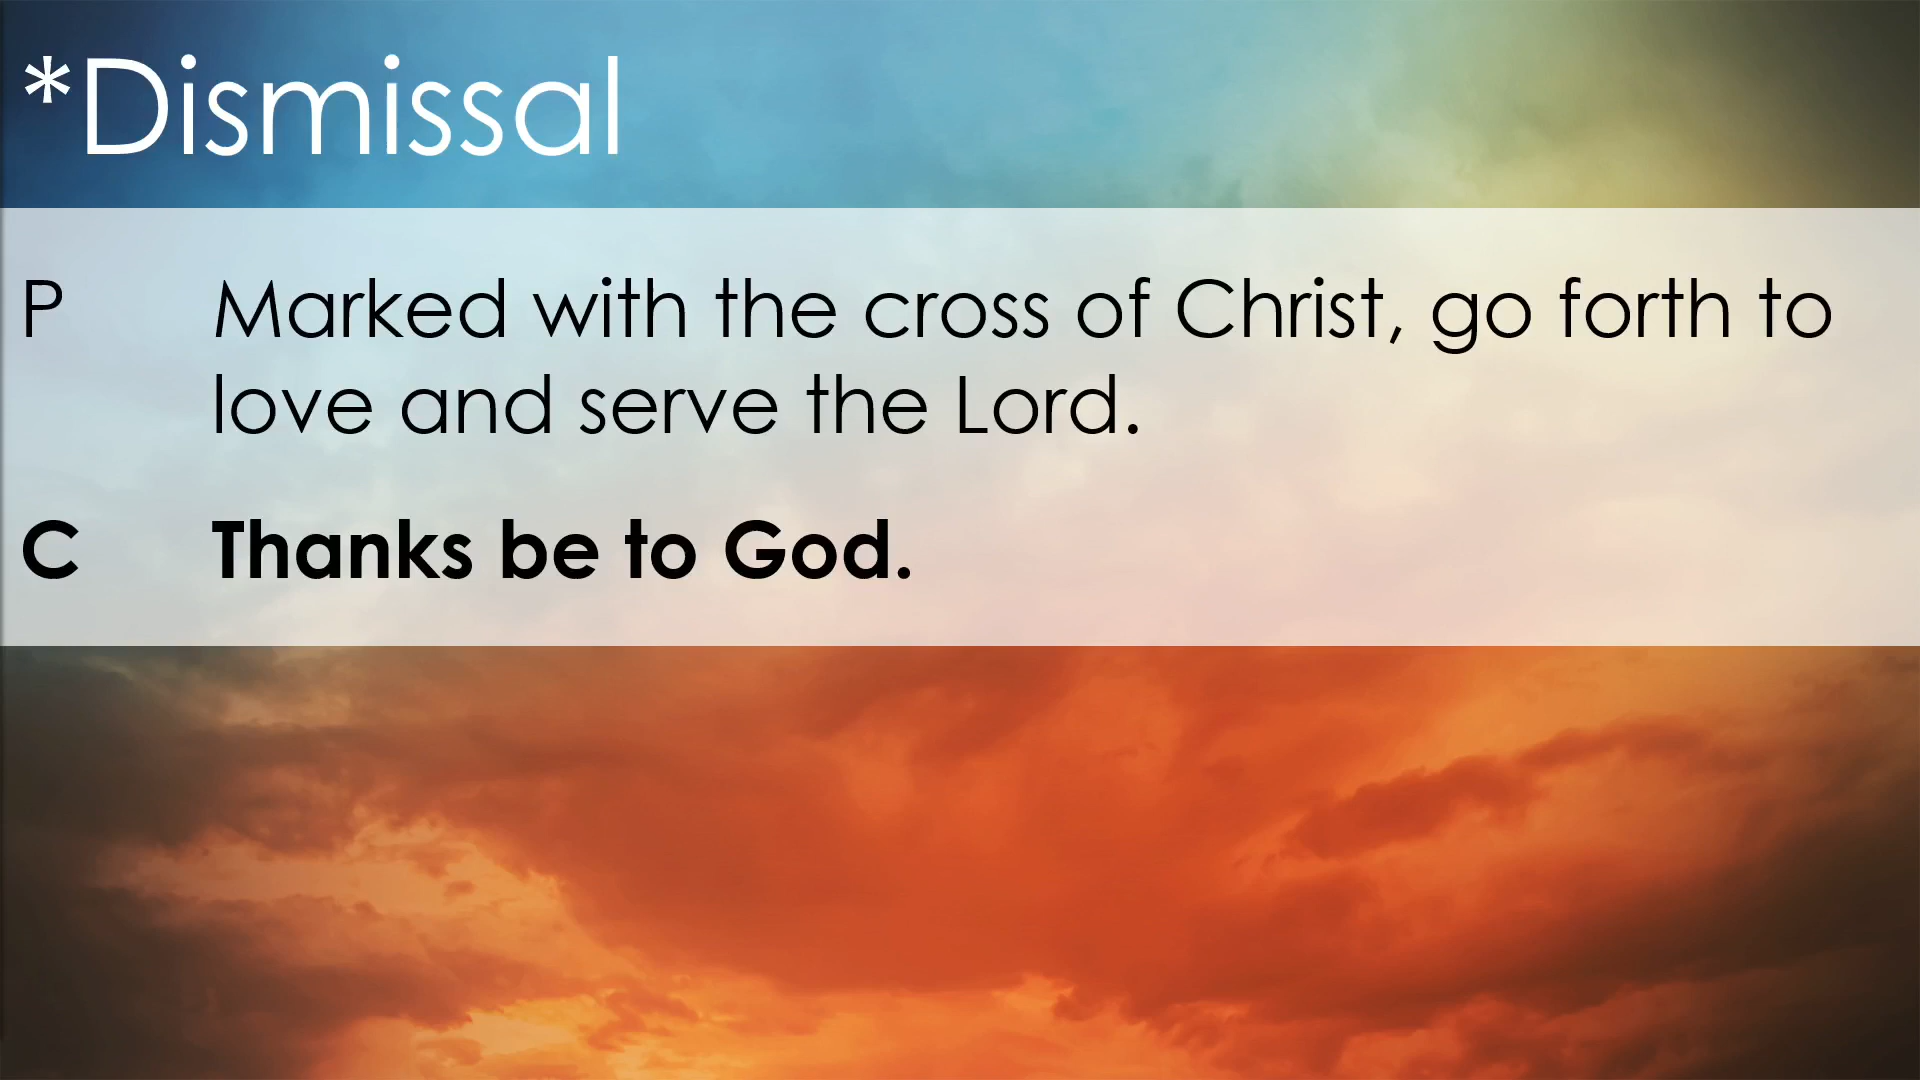 *Dismissal
P Marked with the cross of Christ, go forth to
love and serve the Lord.
C Thanks be to God.